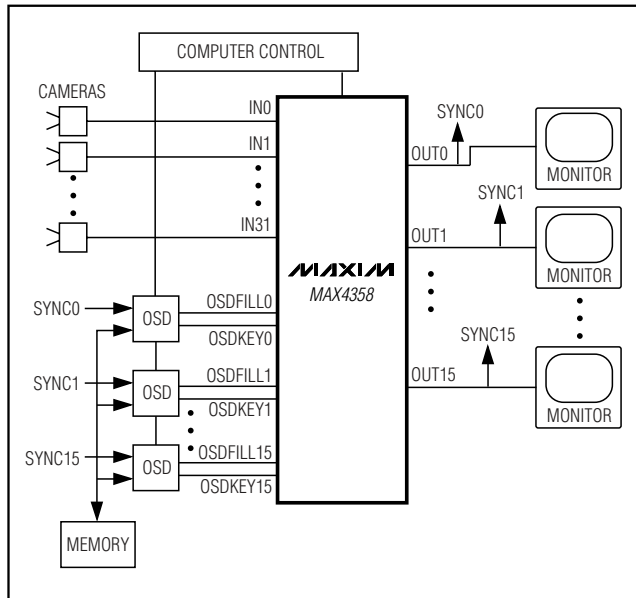 COMPUTER CONTROL
CAMERAS
IN0
IN1
IN31
SYNC0
OUT0
MONITOR
SYNC1
OUT1
MONITOR
MAXIM
MAX4358
SYNC15
OUT15
MONITOR
SYNC0
OSD
OSDFILL0
OSDKEY0
SYNC1
OSD
OSDFILL1
OSDKEY1
SYNC15
OSD
OSDFILL15
OSDKEY15
MEMORY